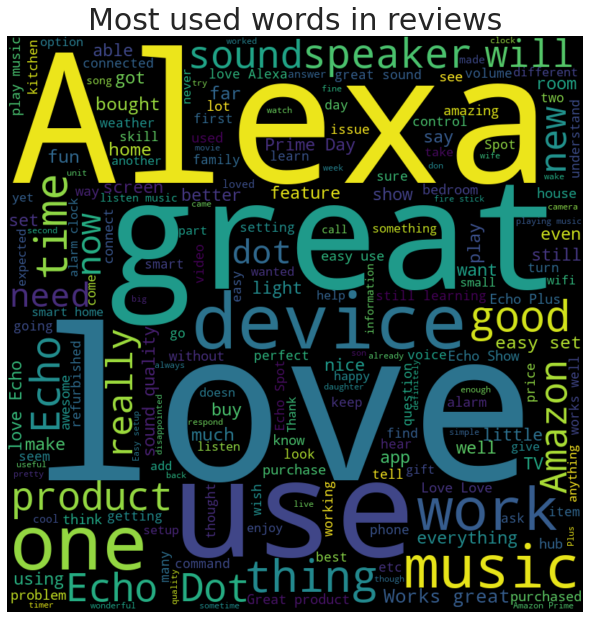 Most used words in reviews
Alexa
great
love
use
device
music
work
one
product
thing
good
speaker
will
sound
new
time
now
need
Echo
really
dot
Amazon
Echo Dot
play music
kitchen
option
able
connected
got
bought
weather
song
never
skill
home
another
fun
yet
unit
set
way
screen
listen music
love Alexa
answer
worked
try
far
lot
first
used
movie
family
great sound
fine
day
issue
Prime Day
watch
learn
better
loved
week
feature
see
volume
amazing
say
control
take
sure
show
don
wife
clock
made
different
room
two
Spot
understand
wake
bedroom
fire stick
house
camera
playing music
even
still
turn
wifi
small
want
play
something
call
easy use
setting
came
part
video
smart
wanted
easy
light
help
information
still learning
Echo Plus
expected
second
alarm clock
connect
come
big
smart home
going
go
without
perfect
nice
voice
Echo Show
easy set
love Echo
awesome
refurbished
sound quality
always
doesn
buy
much
happy
Echo Spot
daughter
son
already
keep
question
definitely
enough
alarm
price
works well
make
seem
useful
pretty
Easy setup
disappointed
respond
add
back
listen
Thank
know
look
purchase
hear
find
app
tell
gift
well
little
simple
give
TV
anything
Love Love
wish
working
everything
ask
item
hub
Plus
cool
think
getting
setup
thought
enjoy
live
phone
using
many
command
best
etc
though
problem
timer
wonderful
quality
sometime
Great product
Works great
purchased
Amazon Prime